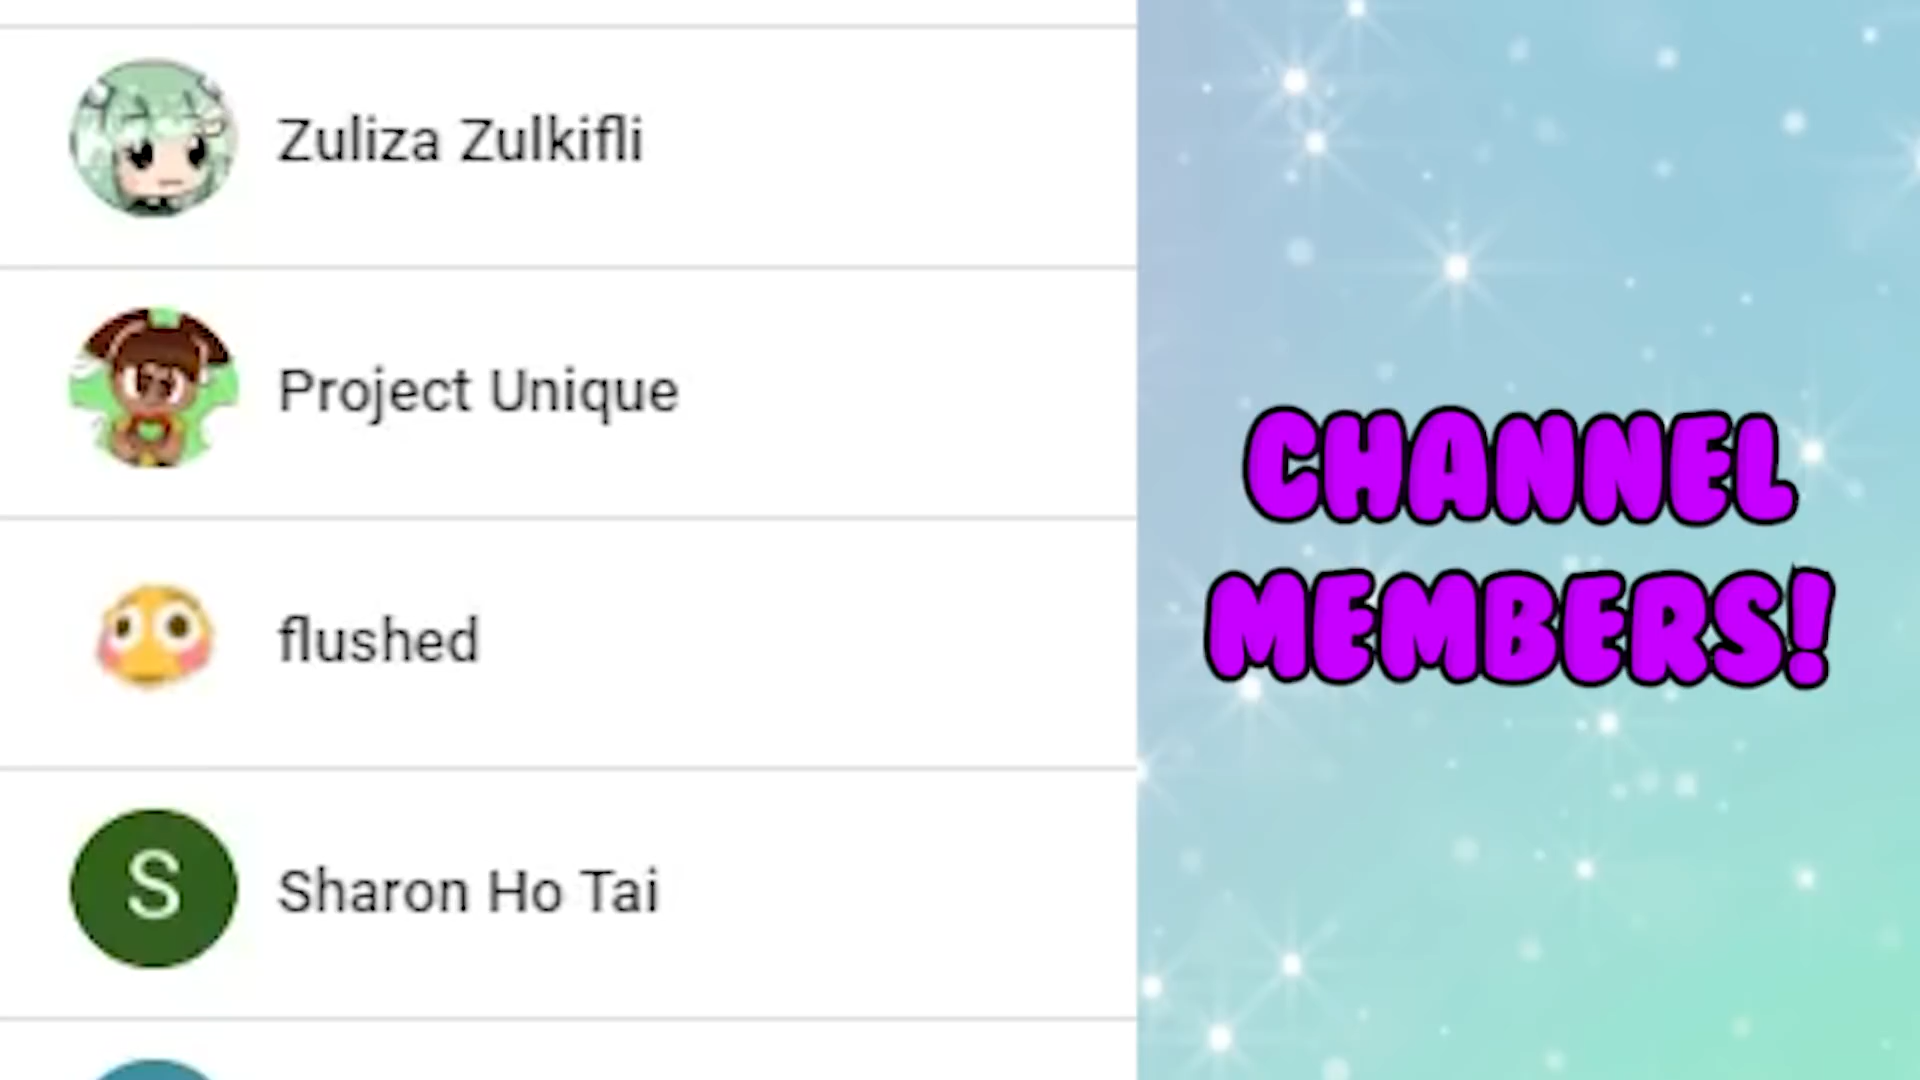 Zuliza Zulkifli
Project Unique
flushed
S
Sharon Ho Tai
CHANNEL
MEMBERS!